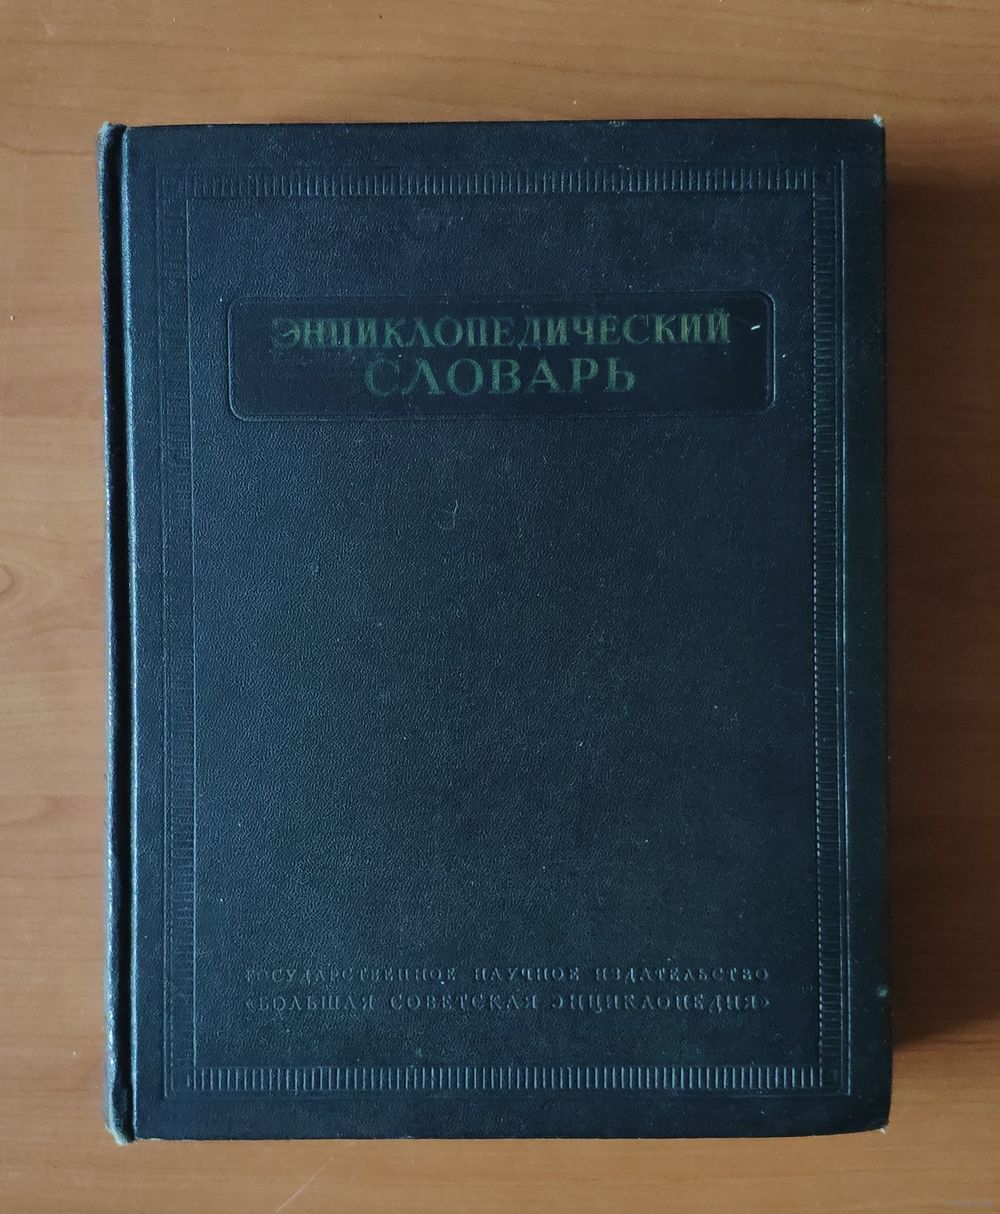 ЭНЦИКЛОПЕДИЧЕСКИЙ
СЛОВАРЬ
ГОСУДАРСТВЕННОЕ НАУЧНОЕ ИЗДАТЕЛЬСТВО
«БОЛЬШАЯ СОВЕТСКАЯ ЭНЦИКЛОПЕДИЯ»